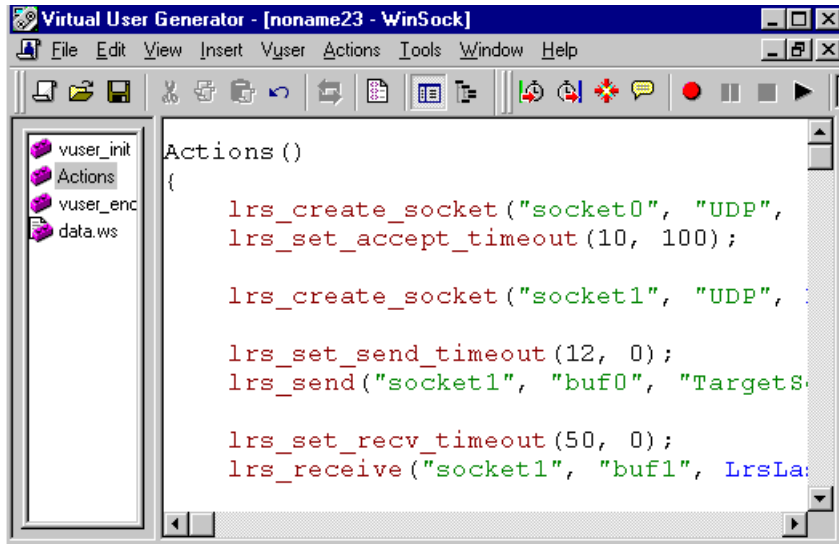 Virtual User Generator - [noname23 - WinSock]
File Edit View Insert Vuser Actions Tools Window Help
vuser_init
Actions
vuser_end
data.ws
Actions()
{
lrs_create_socket("socket0", "UDP",
lrs_set_accept_timeout(10, 100);
lrs_create_socket("socket1", "UDP",
lrs_set_send_timeout(12, 0);
lrs_send("socket1", "buf0", "TargetS
lrs_set_recv_timeout(50, 0);
lrs_receive("socket1", "buf1", LrsLa